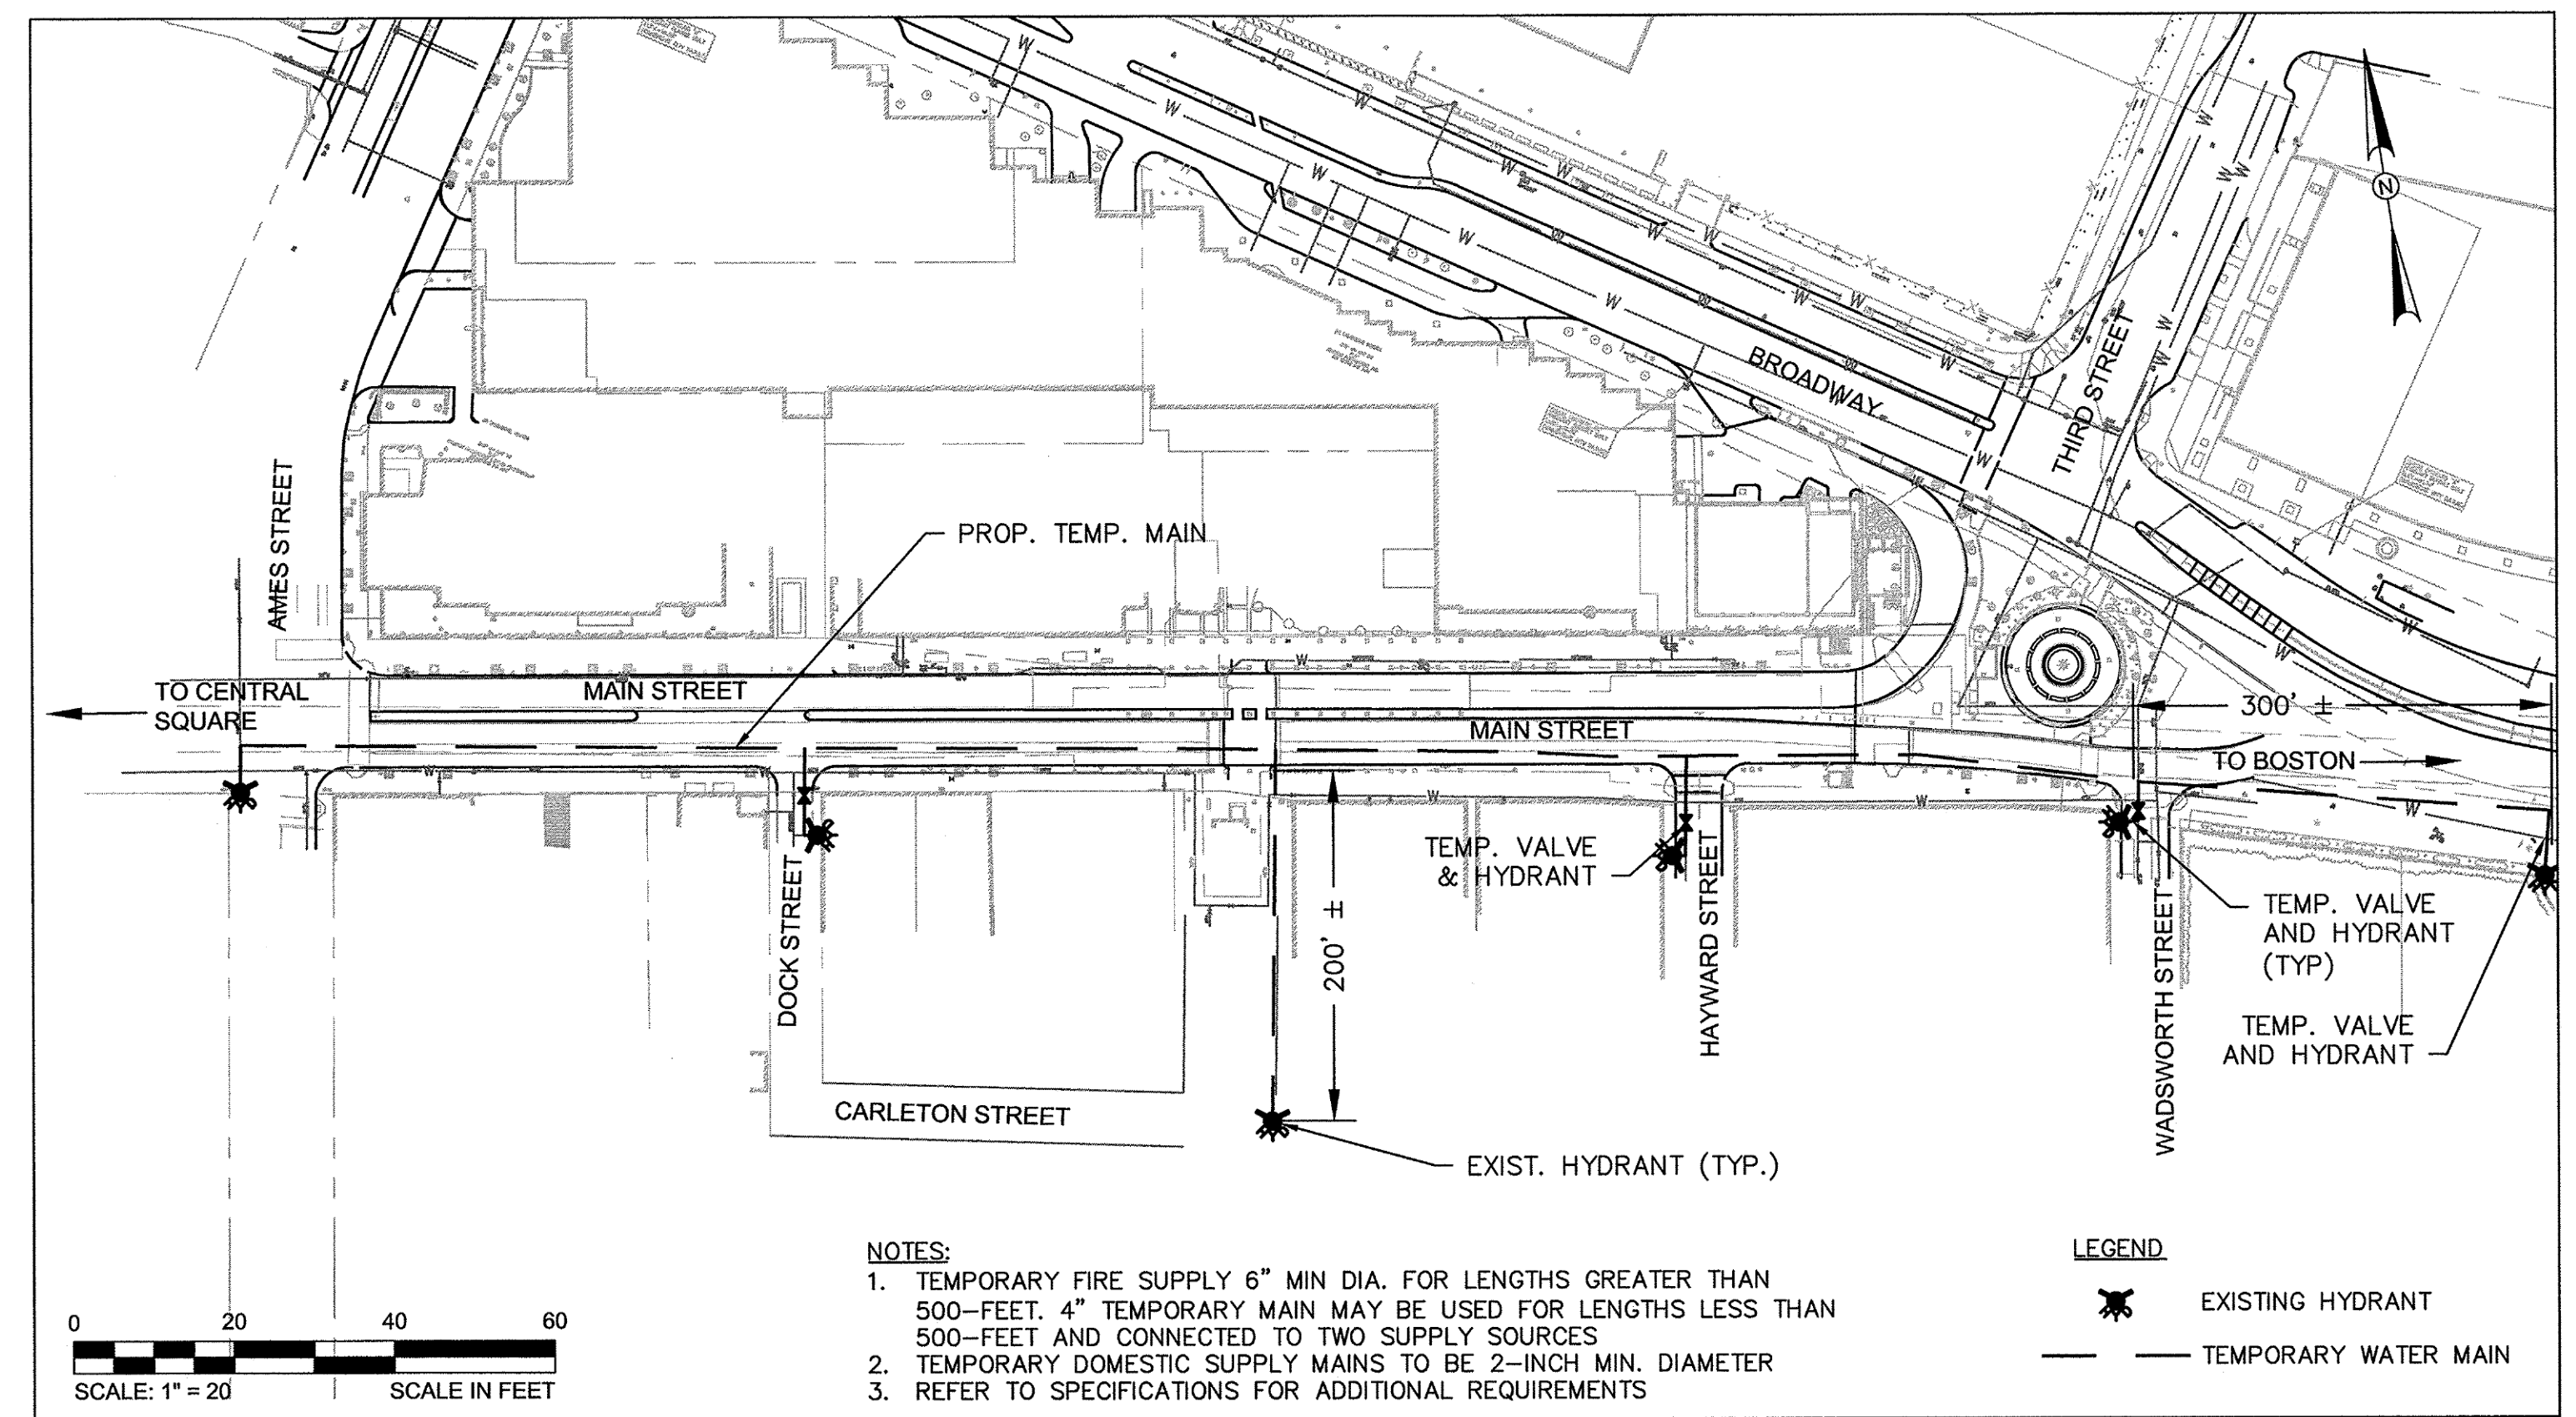 BROADWAY
THIRD STREET
AMES STREET
PROP. TEMP. MAIN
TO CENTRAL
SQUARE
MAIN STREET
MAIN STREET
300' ±
TO BOSTON
TEMP. VALVE
& HYDRANT
DOCK STREET
200' ±
HAYWARD STREET
WADSWORTH STREET
TEMP. VALVE
AND HYDRANT
(TYP)
TEMP. VALVE
AND HYDRANT
CARLETON STREET
EXIST. HYDRANT (TYP.)
N
W
NOTES:
1. TEMPORARY FIRE SUPPLY 6" MIN DIA. FOR LENGTHS GREATER THAN
500-FEET. 4" TEMPORARY MAIN MAY BE USED FOR LENGTHS LESS THAN
500-FEET AND CONNECTED TO TWO SUPPLY SOURCES
2. TEMPORARY DOMESTIC SUPPLY MAINS TO BE 2-INCH MIN. DIAMETER
3. REFER TO SPECIFICATIONS FOR ADDITIONAL REQUIREMENTS
LEGEND
EXISTING HYDRANT
TEMPORARY WATER MAIN
0 20 40 60
SCALE: 1" = 20 SCALE IN FEET